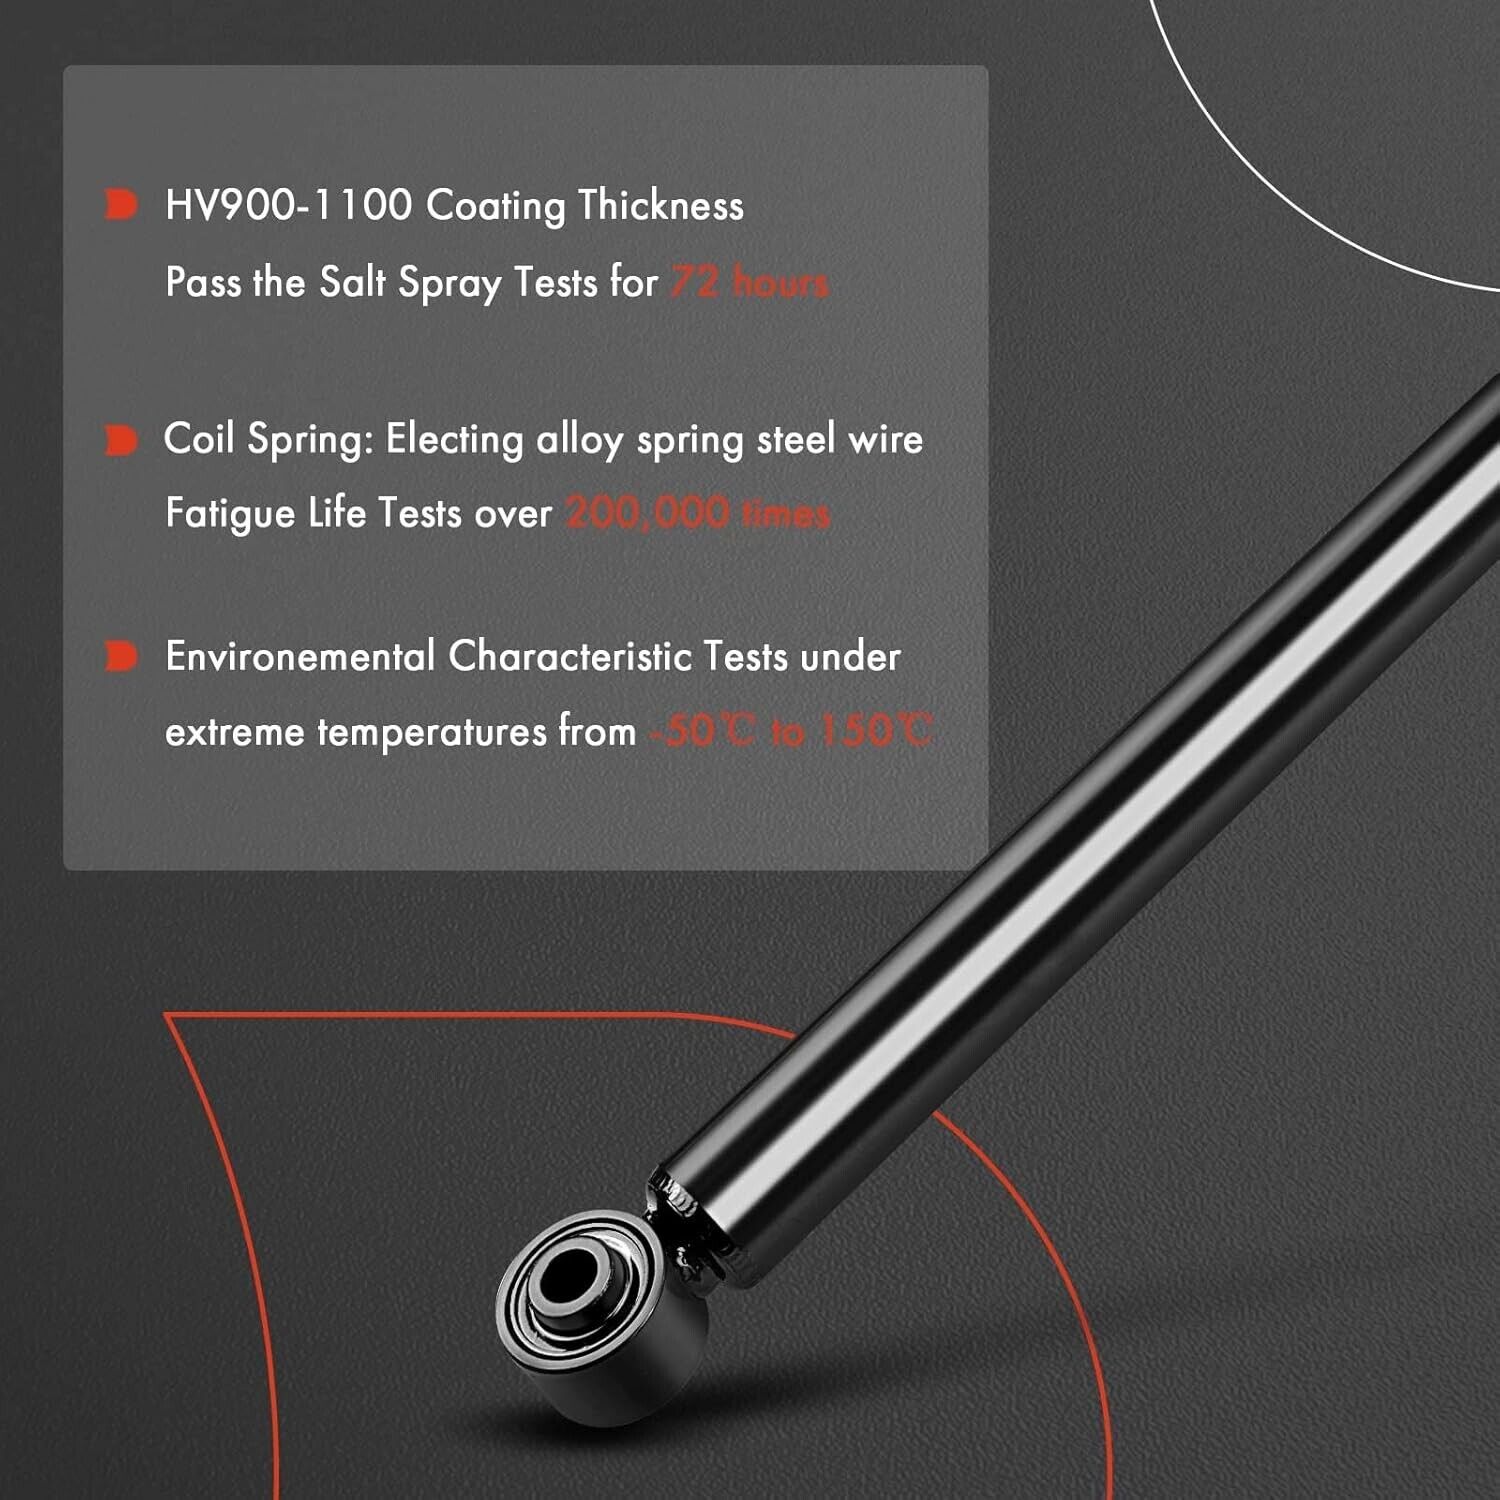 HV900-1100 Coating Thickness
Pass the Salt Spray Tests for 72 hours
Coil Spring: Electing alloy spring steel wire
Fatigue Life Tests over 200,000 times
Environemental Characteristic Tests under
extreme temperatures from -50℃ to 150℃